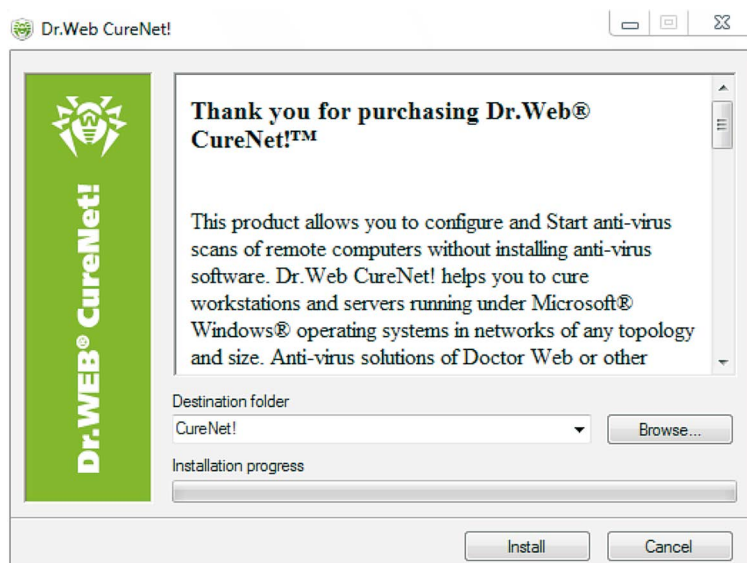 Dr.Web CureNet!
Dr.WEB® CureNet!
Thank you for purchasing Dr.Web®
CureNet!™
This product allows you to configure and Start anti-virus
scans of remote computers without installing anti-virus
software. Dr.Web CureNet! helps you to cure
workstations and servers running under Microsoft®
Windows® operating systems in networks of any topology
and size. Anti-virus solutions of Doctor Web or other
Destination folder
CureNet!
Browse...
Installation progress
Install
Cancel